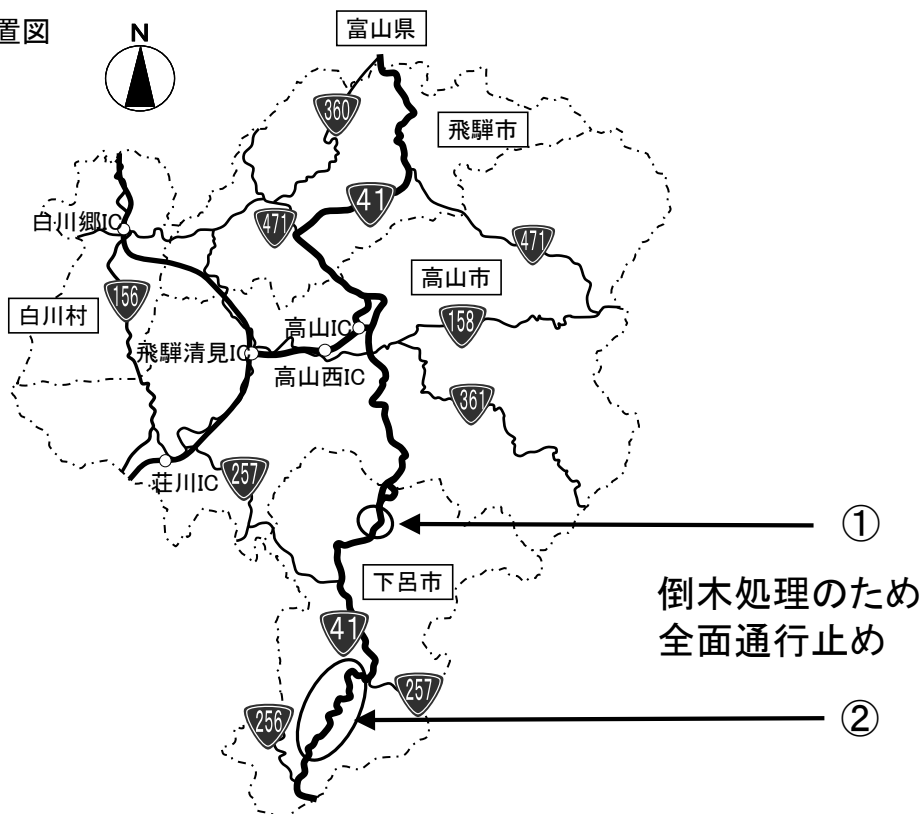 置図
N
富山県
360
飛騨市
41
471
471
白川郷IC
高山市
156
158
白川村
高山IC
飛騨清見IC
高山西IC
361
荘川IC
257
①
下呂市
倒木処理のため
全面通行止め
41
257
256
②